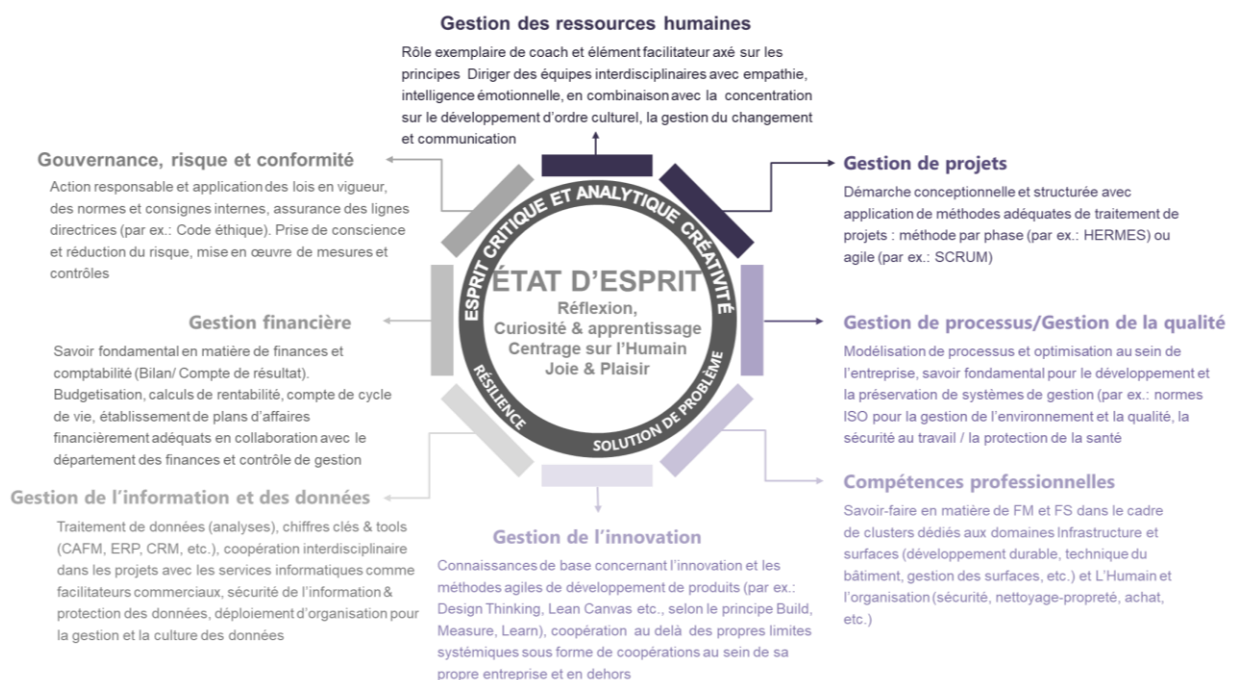 Gestion des ressources humaines
Rôle exemplaire de coach et élément facilitateur axé sur les
principes Diriger des équipes interdisciplinaires avec empathie,
intelligence émotionnelle, en combinaison avec la concentration
sur le développement d'ordre culturel, la gestion du changement
et communication
Gouvernance, risque et conformité
Action responsable et application des lois en vigueur,
des normes et consignes internes, assurance des lignes
directrices (par ex.: Code éthique). Prise de conscience
et réduction du risque, mise en œuvre de mesures et
contrôles
Gestion de projets
Démarche conceptionnelle et structurée avec
application de méthodes adéquates de traitement de
projets : méthode par phase (par ex.: HERMES) ou
agile (par ex.: SCRUM)
ESPRIT CRITIQUE ET ANALYTIQUE
CRÉATIVITÉ
SOLUTION DE PROBLÈME
RÉSILIENCE
ÉTAT D'ESPRIT
Réflexion,
Curiosité & apprentissage
Centrage sur l'Humain
Joie & Plaisir
Gestion financière
Savoir fondamental en matière de finances et
comptabilité (Bilan/ Compte de résultat).
Budgetisation, calculs de rentabilité, compte de cycle
de vie, établissement de plans d'affaires
financièrement adéquats en collaboration avec le
département des finances et contrôle de gestion
Gestion de processus/Gestion de la qualité
Modélisation de processus et optimisation au sein de
l'entreprise, savoir fondamental pour le développement et
la préservation de systèmes de gestion (par ex.: normes
ISO pour la gestion de l'environnement et la qualité, la
sécurité au travail / la protection de la santé
Gestion de l'information et des données
Traitement de données (analyses), chiffres clés & tools
(CAFM, ERP, CRM, etc.), coopération interdisciplinaire
dans les projets avec les services informatiques comme
facilitateurs commerciaux, sécurité de l'information &
protection des données, déploiement d'organisation pour
la gestion et la culture des données
Gestion de l'innovation
Connaissances de base concernant l'innovation et les
méthodes agiles de développement de produits (par ex.:
Design Thinking, Lean Canvas etc., selon le principe Build,
Measure, Learn), coopération au delà des propres limites
systémiques sous forme de coopérations au sein de sa
propre entreprise et en dehors
Compétences professionnelles
Savoir-faire en matière de FM et FS dans le cadre
de clusters dédiés aux domaines Infrastructure et
surfaces (développement durable, technique du
bâtiment, gestion des surfaces, etc.) et L'Humain et
l'organisation (sécurité, nettoyage-propreté, achat,
etc.)